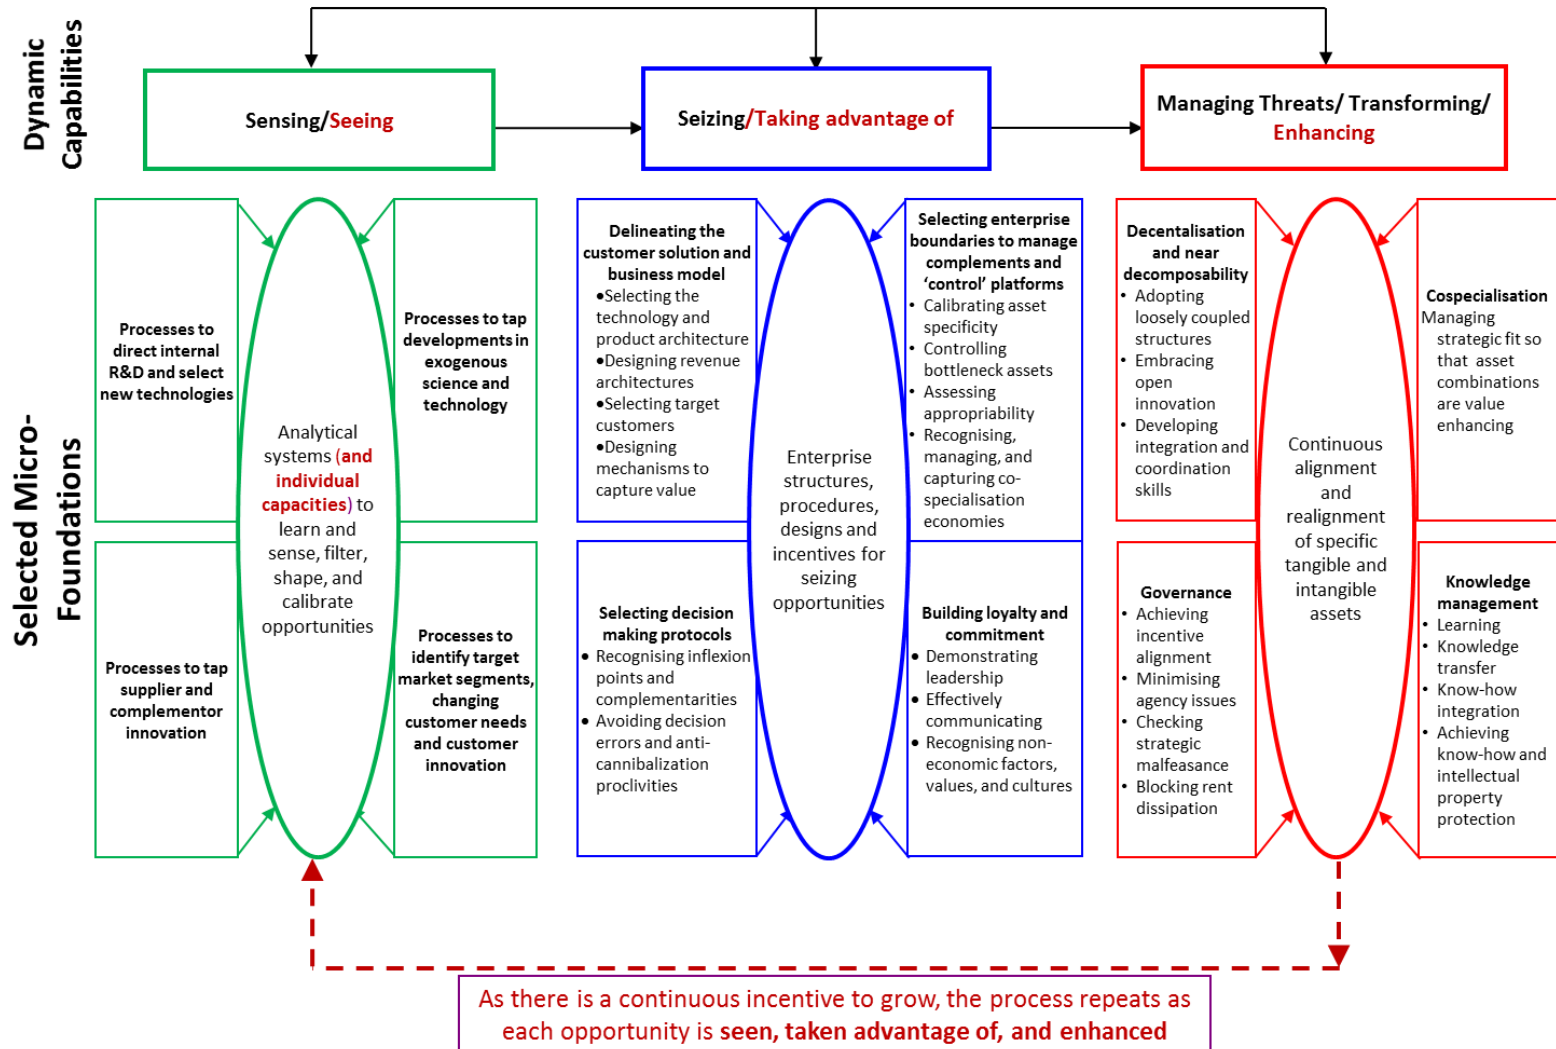 Dynamic
Capabilities
Sensing/Seeing
Seizing/Taking advantage of
Managing Threats/ Transforming/
Enhancing
Selected Micro-
Foundations
Processes to
direct internal
R&D and select
new technologies
Processes to tap
developments in
exogenous science and
technology
Analytical
systems (and
individual
capacities) to
learn and
sense, filter,
shape, and
calibrate
opportunities
Processes to tap
supplier and
complementor
innovation
Processes to
identify target
market segments,
changing
customer needs
and customer
innovation
Delineating the
customer solution and
business model
•Selecting the
technology and
product architecture
•Designing revenue
architectures
•Selecting target
customers
•Designing
mechanisms to
capture value
Selecting enterprise
boundaries to manage
complements and
‘control’ platforms
• Calibrating asset
specificity
• Controlling
bottleneck assets
• Assessing
appropriability
• Recognising,
managing, and
capturing co-
specialisation
economies
Enterprise
structures,
procedures,
designs and
incentives for
seizing
opportunities
Selecting decision
making protocols
• Recognising inflexion
points and
complementarities
• Avoiding decision
errors and anti-
cannibalization
proclivities
Building loyalty and
commitment
• Demonstrating
leadership
• Effectively
communicating
• Recognising non-
economic factors,
values, and cultures
Decentalisation
and near
decomposability
• Adopting
loosely coupled
structures
• Embracing
open
innovation
• Developing
integration and
coordination
skills
Cospecialisation
Managing
strategic fit so
that asset
combinations
are value
enhancing
Continuous
alignment
and
realignment
of specific
tangible and
intangible
assets
Governance
• Achieving
incentive
alignment
• Minimising
agency issues
• Checking
strategic
malfeasance
• Blocking rent
dissipation
Knowledge
management
• Learning
• Knowledge
transfer
• Know-how
integration
• Achieving
know-how and
intellectual
property
protection
As there is a continuous incentive to grow, the process repeats as
each opportunity is seen, taken advantage of, and enhanced